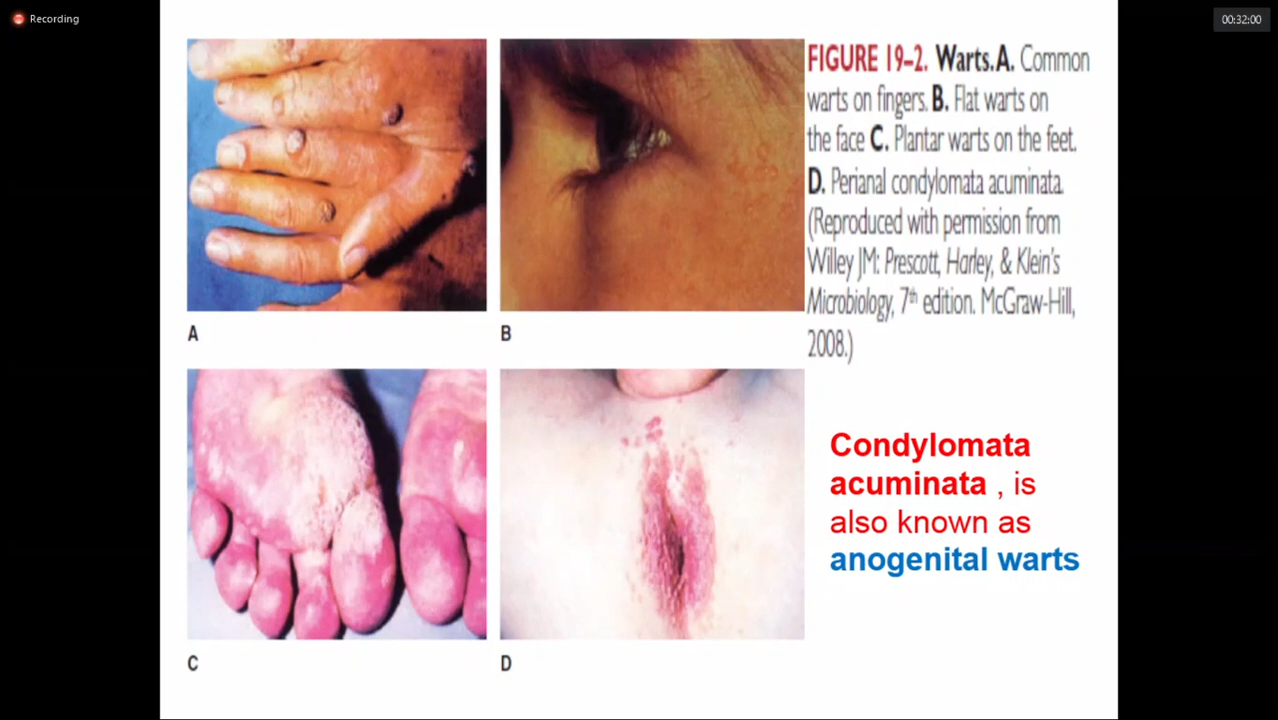 Recording
00:32:00
FIGURE 19–2. Warts. A. Common
warts on fingers. B. Flat warts on
the face C. Plantar warts on the feet.
D. Perianal condylomata acuminata.
(Reproduced with permission from
Willey JM: Prescott, Harley, & Klein's
Microbiology, 7th edition. McGraw-Hill,
2008.)
A
B
Condylomata
acuminata , is
also known as
anogenital warts
C
D